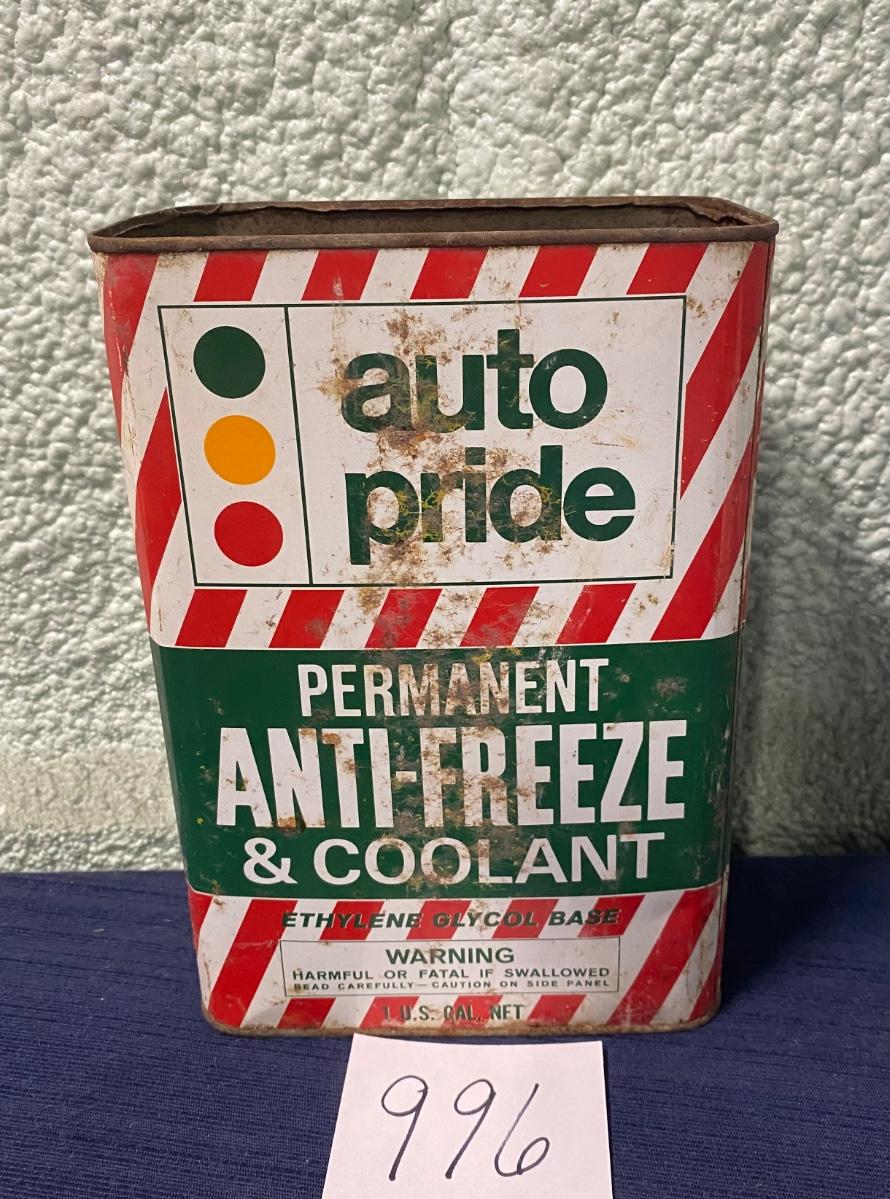 auto
pride
PERMANENT
ANTI-FREEZE
& COOLANT
ETHYLENE GLYCOL BASE
WARNING
HARMFUL OR FATAL IF SWALLOWED
READ CAREFULLY—CAUTION ON SIDE PANEL
1 U.S. GAL. NET
996